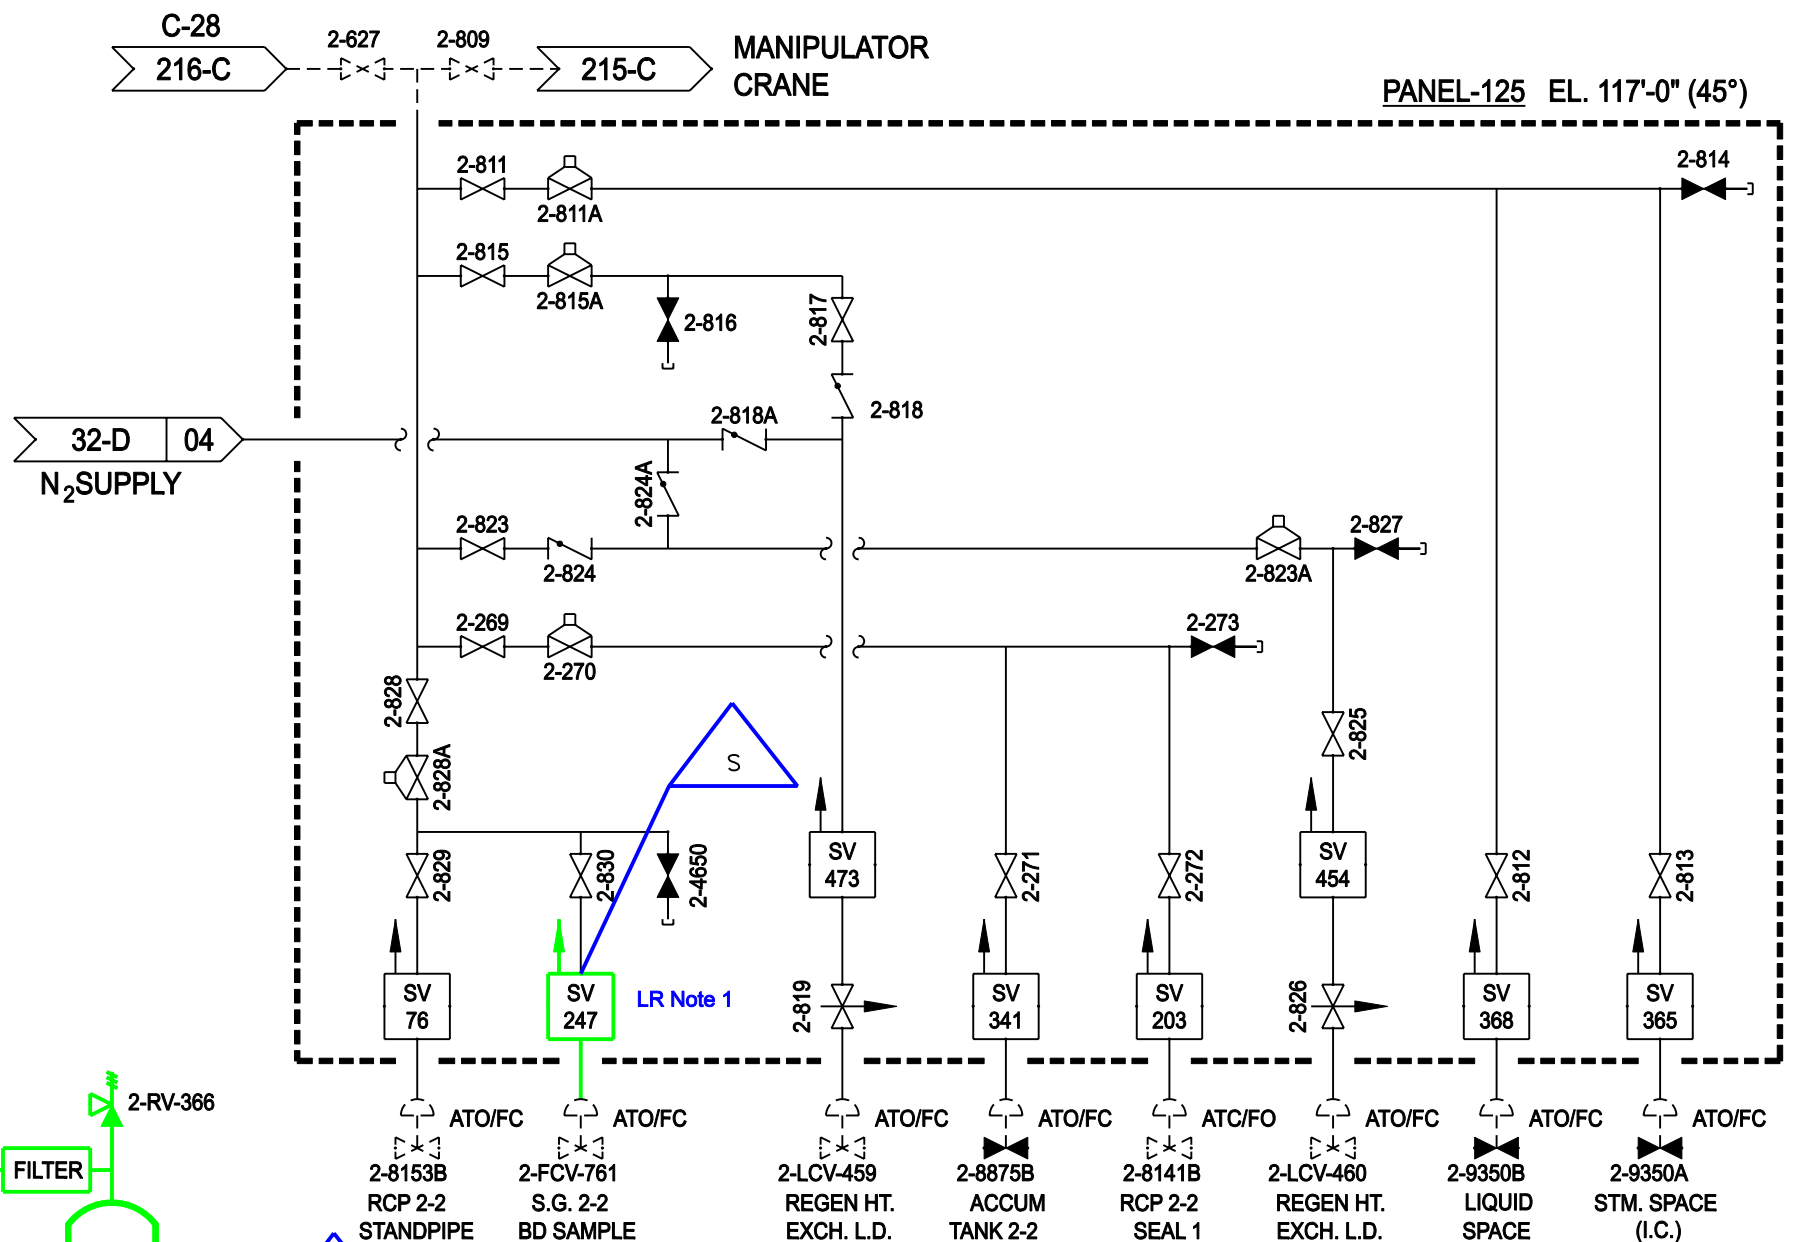 C-28
216-C
2-627
2-809
215-C
MANIPULATOR
CRANE
PANEL-125 EL. 117'-0" (45°)
2-811
2-811A
2-814
2-815
2-815A
2-816
2-817
2-818
2-818A
32-D 04
N2SUPPLY
2-824A
2-823
2-824
2-823A
2-827
2-269
2-270
2-273
2-828
2-828A
2-825
S
2-829
2-830
2-4650
SV
473
2-271
2-272
SV
454
2-812
2-813
SV
76
SV
247
LR Note 1
2-819
SV
341
SV
203
2-826
SV
368
SV
365
2-RV-366
FILTER
ATO/FC
2-8153B
RCP 2-2
STANDPIPE
ATO/FC
2-FCV-761
S.G. 2-2
BD SAMPLE
ATO/FC
2-LCV-459
REGEN HT.
EXCH. L.D.
ATO/FC
2-8875B
ACCUM
TANK 2-2
ATC/FO
2-8141B
RCP 2-2
SEAL 1
ATO/FC
2-LCV-460
REGEN HT.
EXCH. L.D.
ATO/FC
2-9350B
LIQUID
SPACE
ATO/FC
2-9350A
STM. SPACE
(I.C.)